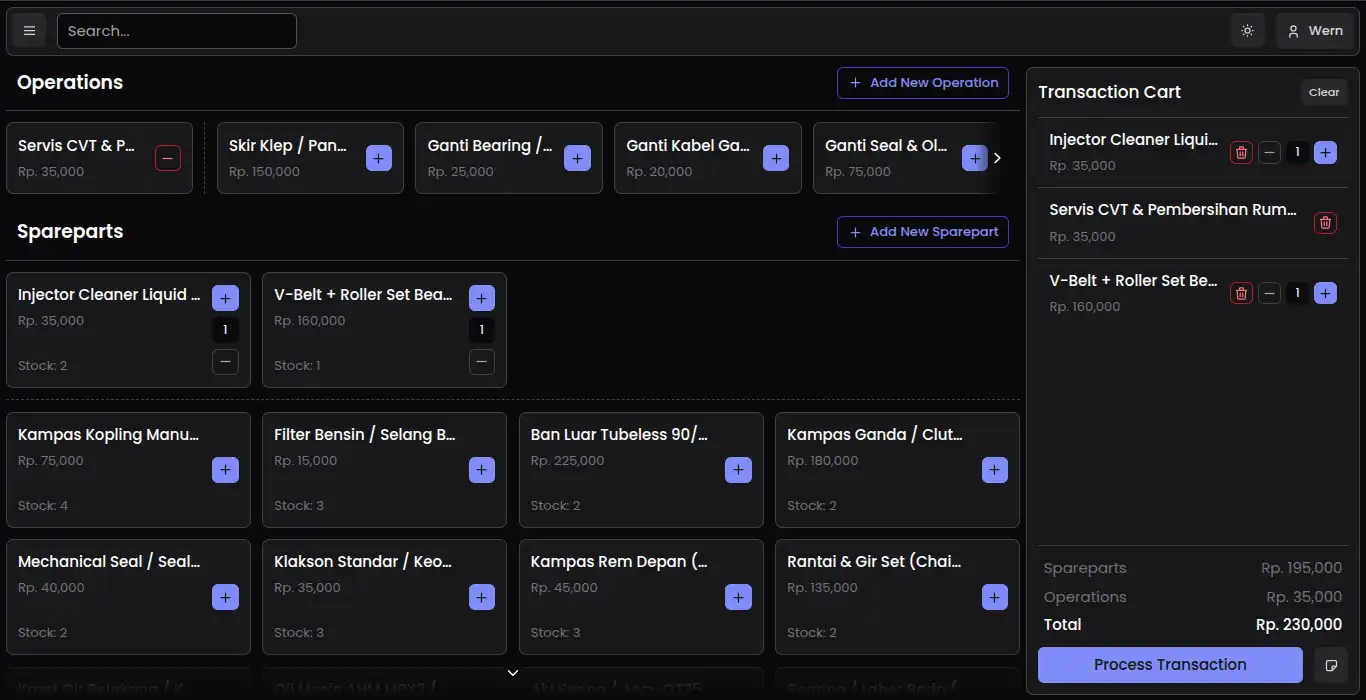 Search...
Wern
Operations
Add New Operation
Servis CVT & P...
Rp. 35,000
Skir Klep / Pan...
Rp. 150,000
Ganti Bearing /...
Rp. 25,000
Ganti Kabel Ga...
Rp. 20,000
Ganti Seal & Ol...
Rp. 75,000
Spareparts
Add New Sparepart
Injector Cleaner Liquid ...
Rp. 35,000
1
Stock: 2
V-Belt + Roller Set Bea...
Rp. 160,000
1
Stock: 1
Kampas Kopling Manu...
Rp. 75,000
Stock: 4
Filter Bensin / Selang B...
Rp. 15,000
Stock: 3
Ban Luar Tubeless 90/...
Rp. 225,000
Stock: 2
Kampas Ganda / Clut...
Rp. 180,000
Stock: 2
Mechanical Seal / Seal...
Rp. 40,000
Stock: 2
Klakson Standar / Keo...
Rp. 35,000
Stock: 3
Kampas Rem Depan (...
Rp. 45,000
Stock: 3
Rantai & Gir Set (Chai...
Rp. 135,000
Stock: 2
Transaction Cart
Clear
Injector Cleaner Liqui...
Rp. 35,000
1
Servis CVT & Pembersihan Rum...
Rp. 35,000
V-Belt + Roller Set Be...
Rp. 160,000
1
Spareparts Rp. 195,000
Operations Rp. 35,000
Total Rp. 230,000
Process Transaction